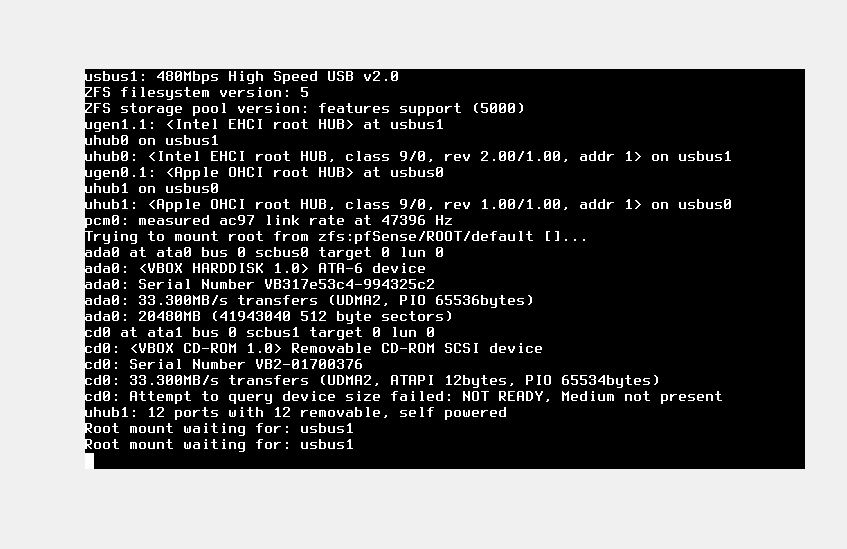 usbus1: 480Mbps High Speed USB v2.0
ZFS filesystem version: 5
ZFS storage pool version: features support (5000)
ugen1.1: <Intel EHCI root HUB> at usbus1
uhub0 on usbus1
uhub0: <Intel EHCI root HUB, class 9/0, rev 2.00/1.00, addr 1> on usbus1
ugen0.1: <Apple OHCI root HUB> at usbus0
uhub1 on usbus0
uhub1: <Apple OHCI root HUB, class 9/0, rev 1.00/1.00, addr 1> on usbus0
pcm0: measured ac97 link rate at 47396 Hz
Trying to mount root from zfs:pfSense/ROOT/default []...
ada0 at ata0 bus 0 scbus0 target 0 lun 0
ada0: <VBOX HARDDISK 1.0> ATA-6 device
ada0: Serial Number VB317e53c4-994325c2
ada0: 33.300MB/s transfers (UDMA2, PIO 65536bytes)
ada0: 20480MB (41943040 512 byte sectors)
cd0 at ata1 bus 0 scbus1 target 0 lun 0
cd0: <VBOX CD-ROM 1.0> Removable CD-ROM SCSI device
cd0: Serial Number VB2-01700376
cd0: 33.300MB/s transfers (UDMA2, ATAPI 12bytes, PIO 65534bytes)
cd0: Attempt to query device size failed: NOT READY, Medium not present
uhub1: 12 ports with 12 removable, self powered
Root mount waiting for: usbus1
Root mount waiting for: usbus1